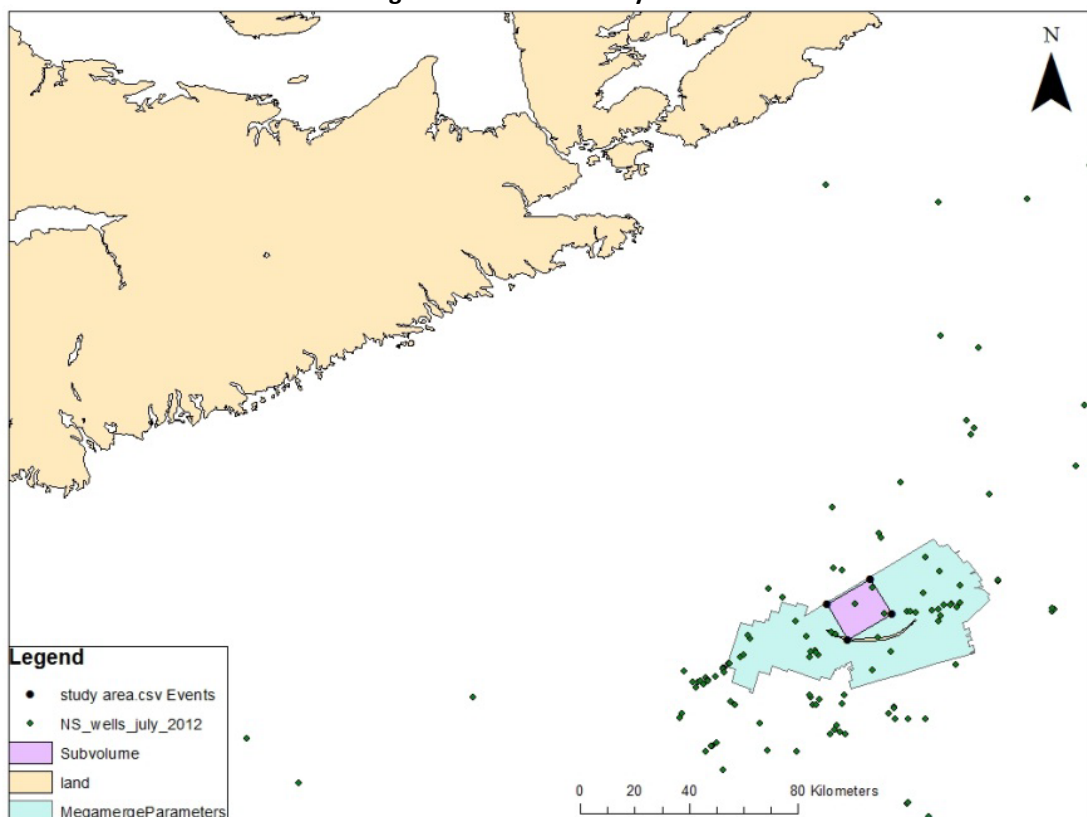 N
Legend
study area.csv Events
NS_wells_july_2012
Subvolume
land
MegamergeParameters
0 20 40 80 Kilometers